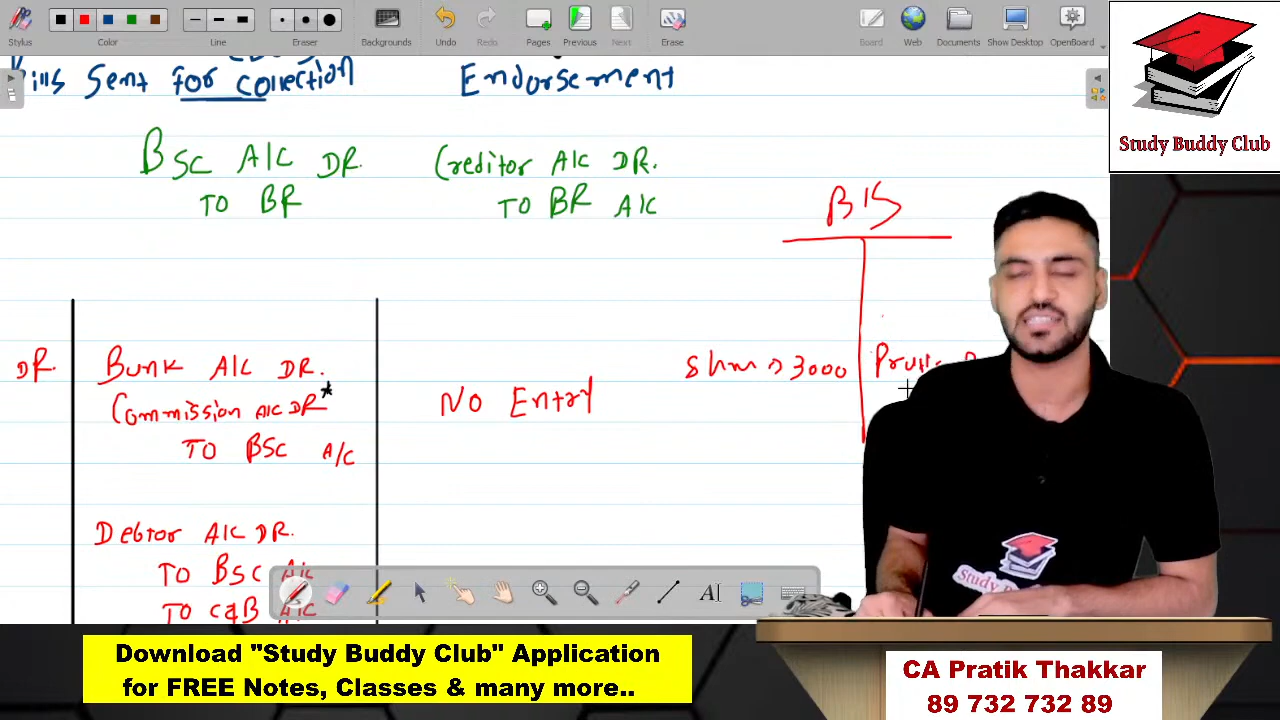 Stylus
Color
Line
Eraser
Backgrounds
Undo
Redo
Pages
Previous
Next
Erase
Board
Web
Documents
Show Desktop
OpenBoard
Study Buddy Club
Bills Sent for Collection
Endorsement
BSC A/C DR.
TO BR
Creditor A/C DR.
TO BR A/C
B/S
DR.
Bank A/C DR.
Commission A/C DR*
TO BSC A/C
No Entry
3000
Debtor A/C DR.
TO BSC A/C
TO C&B A/C
Study
Download "Study Buddy Club" Application
for FREE Notes, Classes & many more..
CA Pratik Thakkar
89 732 732 89